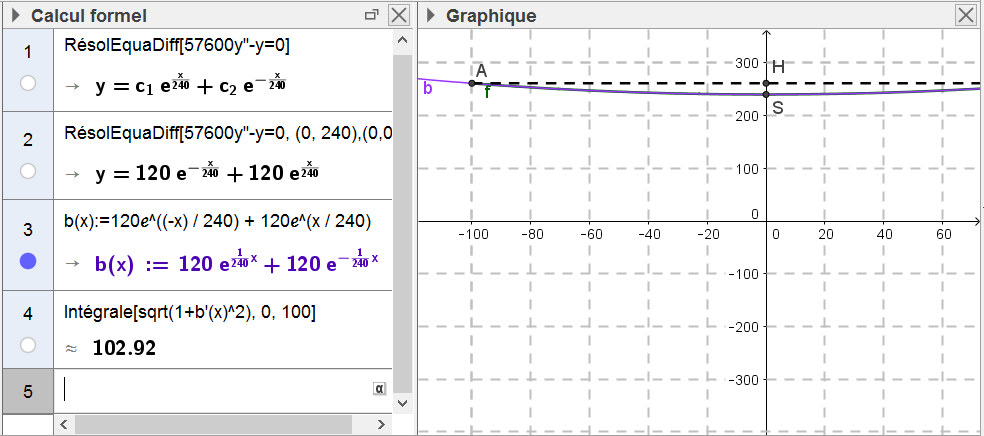 Calcul formel
1
RésolEquaDiff[57600y"-y=0]
→ y = c₁ e^(x/240) + c₂ e^(−x/240)
2
RésolEquaDiff[57600y"-y=0, (0, 240),(0,0
→ y = 120 e^(−x/240) + 120 e^(x/240)
3
b(x):=120e^((-x) / 240) + 120e^(x / 240)
→ b(x) := 120 e^(1/240 x) + 120 e^(−1/240 x)
4
Intégrale[sqrt(1+b'(x)^2), 0, 100]
≈ 102.92
5
α
Graphique
b
A
f
H
S
300
200
100
0
-100
-200
-300
-100 -80 -60 -40 -20 0 20 40 60